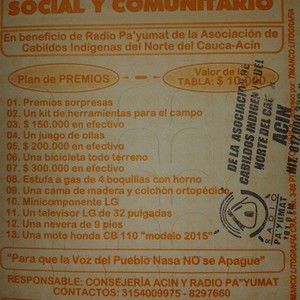 SOCIAL Y COMUNITARIO
En beneficio de Radio Pa'yumat de la Asociación de
Cabildos Indígenas del Norte del Cauca-Acin
Plan de PREMIOS
Valor de la
TABLA: $ 10.000
01. Premios sorpresas
02. Un kit de herramientas para el campo
03. $ 150.000 en efectivo
04. Un juego de ollas
05. $ 200.000 en efectivo
06. Una bicicleta todo terreno
07. $ 300.000 en efectivo
08. Estufa a gas de 4 boquillas con horno
09. Una cama de madera y colchón ortopédico
10. Minicomponente LG
11. Un televisor LG de 32 pulgadas
12. Una nevera de 9 pies
13. Una moto honda CB 110 "modelo 2015"
"Para que la Voz del Pueblo Nasa NO se Apague"
RESPONSABLE: CONSEJERÍA ACIN Y RADIO PA'YUMAT
CONTACTOS: 3154009975 - 8297660
DE LA ASOCIACIÓN DE
CABILDOS INDIGENAS DEL
NORTE DEL CAUCA
ACIN
RADIO
PA'YUMAT
TIMANCO LITOGRAFÍA